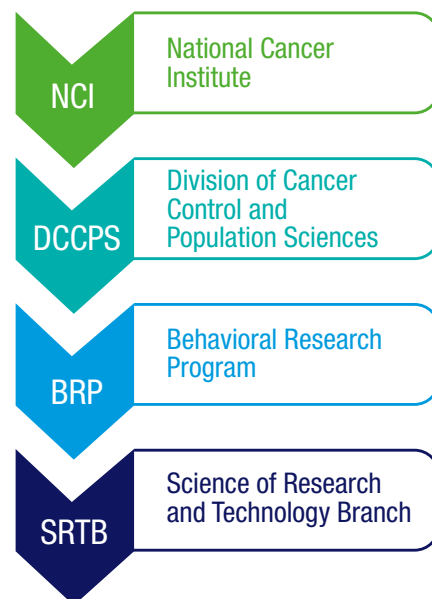 NCI
National Cancer
Institute
DCCPS
Division of Cancer
Control and
Population Sciences
BRP
Behavioral Research
Program
SRTB
Science of Research
and Technology Branch